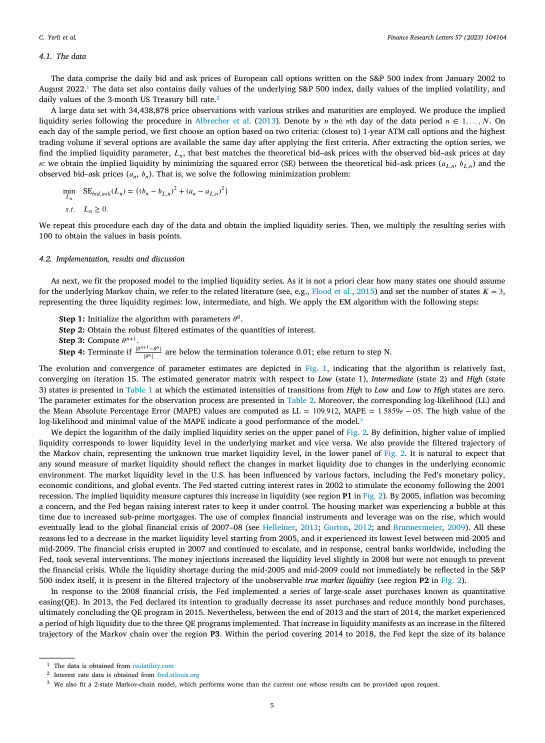 C. Yerli et al.
Finance Research Letters 57 (2023) 104164
4.1. The data
The data comprise the daily bid and ask prices of European call options written on the S&P 500 index from January 2002 to
August 2022.1 The data set also contains daily values of the underlying S&P 500 index, daily values of the implied volatility, and
daily values of the 3-month US Treasury bill rate.2
A large data set with 34,438,878 price observations with various strikes and maturities are employed. We produce the implied
liquidity series following the procedure in Albrecher et al. (2013). Denote by n the nth day of the data period n ∈ 1, … , N. On
each day of the sample period, we first choose an option based on two criteria: (closest to) 1-year ATM options and the highest
trading volume if several options are available the same day after applying the first criteria. After extracting the option series, we
find the implied liquidity parameter, Ln, that best matches the theoretical bid–ask prices with the observed bid–ask prices at day
n: we obtain the implied liquidity by minimizing the squared error (SE) between the theoretical bid–ask prices (aL,n, bL,n) and the
observed bid–ask prices (an, bn). That is, we solve the following minimization problem:
min Ln SEbid,ask(Ln) = ((bn − bL,n)2 + (an − aL,n)2)
s.t. Ln ≥ 0.
We repeat this procedure each day of the data and obtain the implied liquidity series. Then, we multiply the resulting series with
100 to obtain the values in basis points.
4.2. Implementation, results and discussion
As next, we fit the proposed model to the implied liquidity series. As it is not a priori clear how many states one should assume
for the underlying Markov chain, we refer to the related literature (see, e.g., Flood et al., 2015) and set the number of states K = 3,
representing the three liquidity regimes: low, intermediate, and high. We apply the EM algorithm with the following steps:
Step 1: Initialize the algorithm with parameters θ0.
Step 2: Obtain the robust filtered estimates of the quantities of interest.
Step 3: Compute θn+1.
Step 4: Terminate if |θn+1−θn| / |θn| are below the termination tolerance 0.01; else return to step N.
The evolution and convergence of parameter estimates are depicted in Fig. 1, indicating that the algorithm is relatively fast,
converging on iteration 15. The estimated generator matrix with respect to Low (state 1), Intermediate (state 2) and High (state
3) states is presented in Table 1 at which the estimated intensities of transitions from High to Low and Low to High states are zero.
The parameter estimates for the observation process are presented in Table 2. Moreover, the corresponding log-likelihood (LL) and
the Mean Absolute Percentage Error (MAPE) values are computed as LL = 109.912, MAPE = 1.5859e − 05. The high value of the
log-likelihood and minimal value of the MAPE indicate a good performance of the model.3
We depict the logarithm of the daily implied liquidity series on the upper panel of Fig. 2. By definition, higher value of implied
liquidity corresponds to lower liquidity level in the underlying market and vice versa. We also provide the filtered trajectory of
the Markov chain, representing the unknown true market liquidity level, in the lower panel of Fig. 2. It is natural to expect that
any sound measure of market liquidity should reflect the changes in market liquidity due to changes in the underlying economic
environment. The market liquidity level in the U.S. has been influenced by various factors, including the Fed's monetary policy,
economic conditions, and global events. The Fed started cutting interest rates in 2002 to stimulate the economy following the 2001
recession. The implied liquidity measure captures this increase in liquidity (see region P1 in Fig. 2). By 2005, inflation was becoming
a concern, and the Fed began raising interest rates to keep it under control. The housing market was experiencing a bubble at this
time due to increased sub-prime mortgages. The use of complex financial instruments and leverage was on the rise, which would
eventually lead to the global financial crisis of 2007–08 (see Helleiner, 2011; Gorton, 2012; and Brunnermeier, 2009). All these
reasons led to a decrease in the market liquidity level starting from 2005, and it experienced its lowest level between mid-2005 and
mid-2009. The financial crisis erupted in 2007 and continued to escalate, and in response, central banks worldwide, including the
Fed, took several interventions. The money injections increased the liquidity level slightly in 2008 but were not enough to prevent
the financial crisis. While the liquidity shortage during the mid-2005 and mid-2009 could not immediately be reflected in the S&P
500 index itself, it is present in the filtered trajectory of the unobservable true market liquidity (see region P2 in Fig. 2).
In response to the 2008 financial crisis, the Fed implemented a series of large-scale asset purchases known as quantitative
easing(QE). In 2013, the Fed declared its intention to gradually decrease its asset purchases and reduce monthly bond purchases,
ultimately concluding the QE program in 2015. Nevertheless, between the end of 2013 and the start of 2014, the market experienced
a period of high liquidity due to the three QE programs implemented. That increase in liquidity manifests as an increase in the filtered
trajectory of the Markov chain over the region P3. Within the period covering 2014 to 2018, the Fed kept the size of its balance
1 The data is obtained from ivolatility.com
2 Interest rate data is obtained from fred.stlouis.org
3 We also fit a 2-state Markov-chain model, which performs worse than the current one whose results can be provided upon request.
5